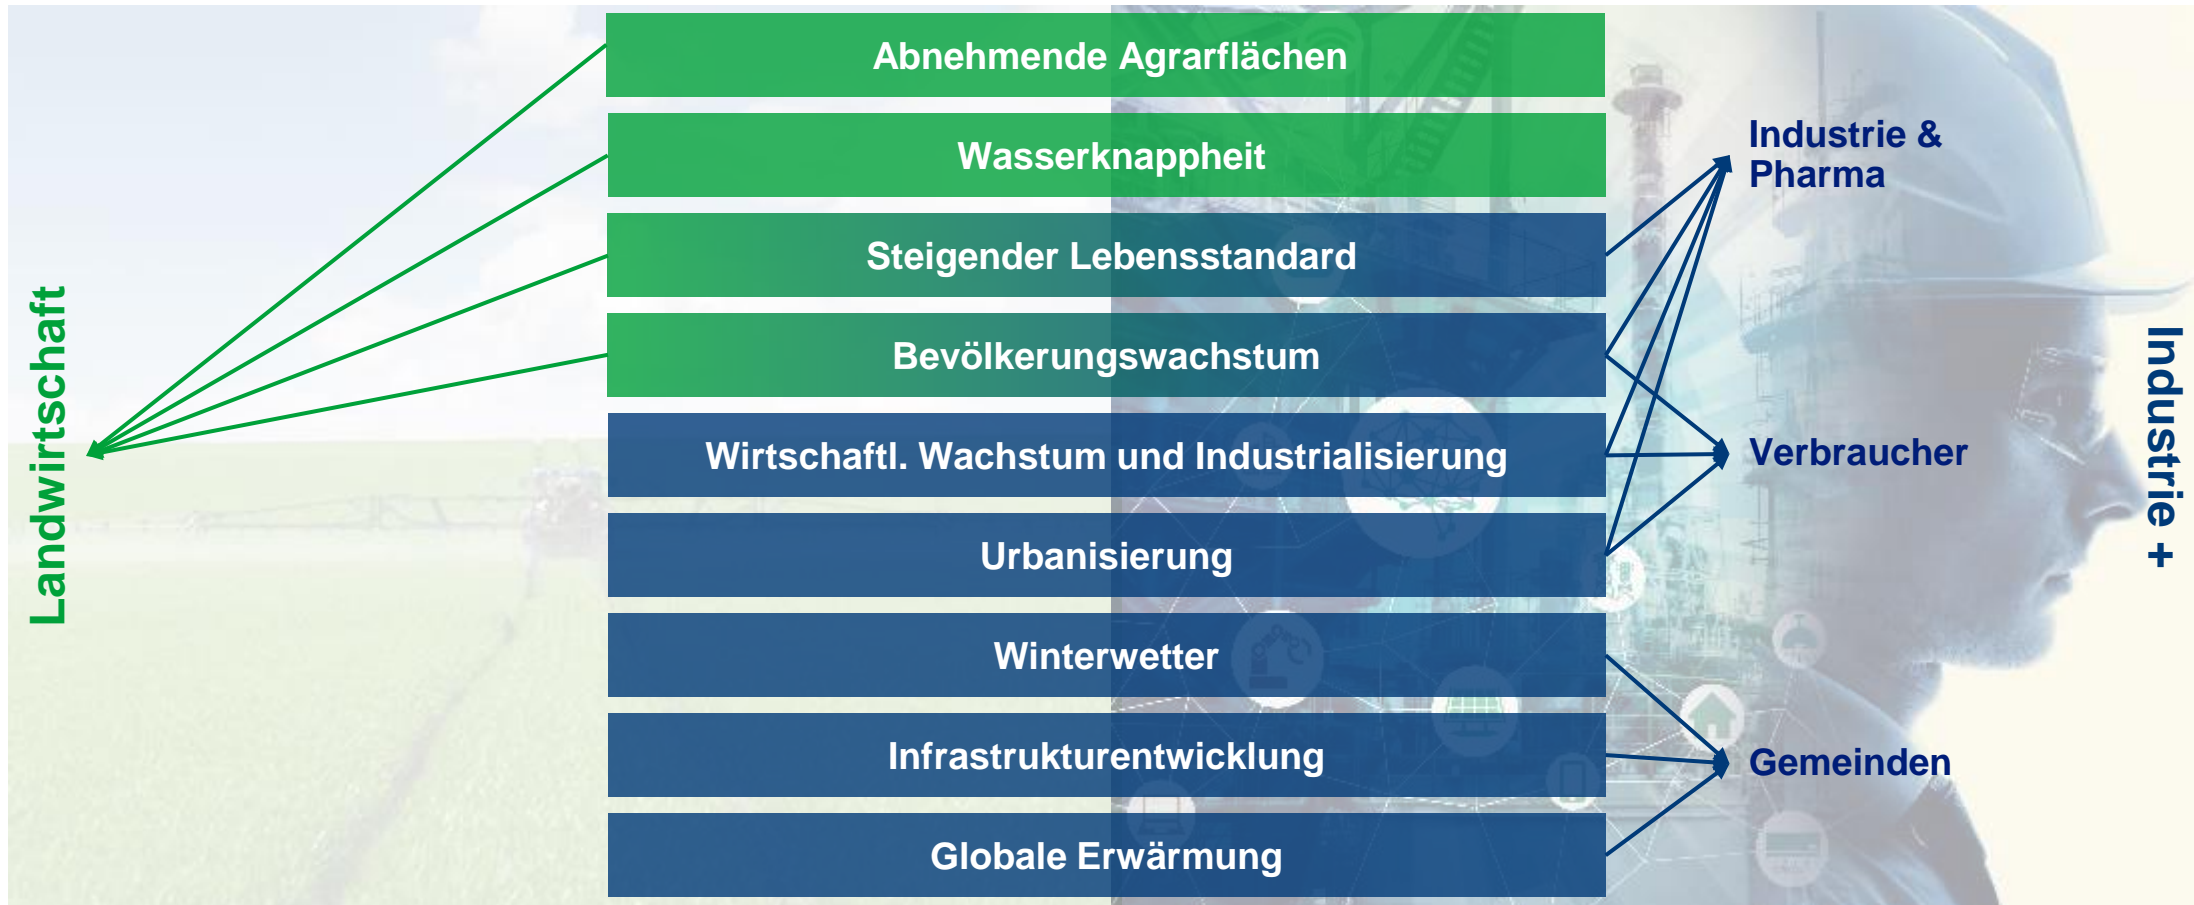 Landwirtschaft
Abnehmende Agrarflächen
Wasserknappheit
Steigender Lebensstandard
Bevölkerungswachstum
Wirtschaftl. Wachstum und Industrialisierung
Urbanisierung
Winterwetter
Infrastrukturentwicklung
Globale Erwärmung
Industrie &
Pharma
Verbraucher
Gemeinden
Industrie +